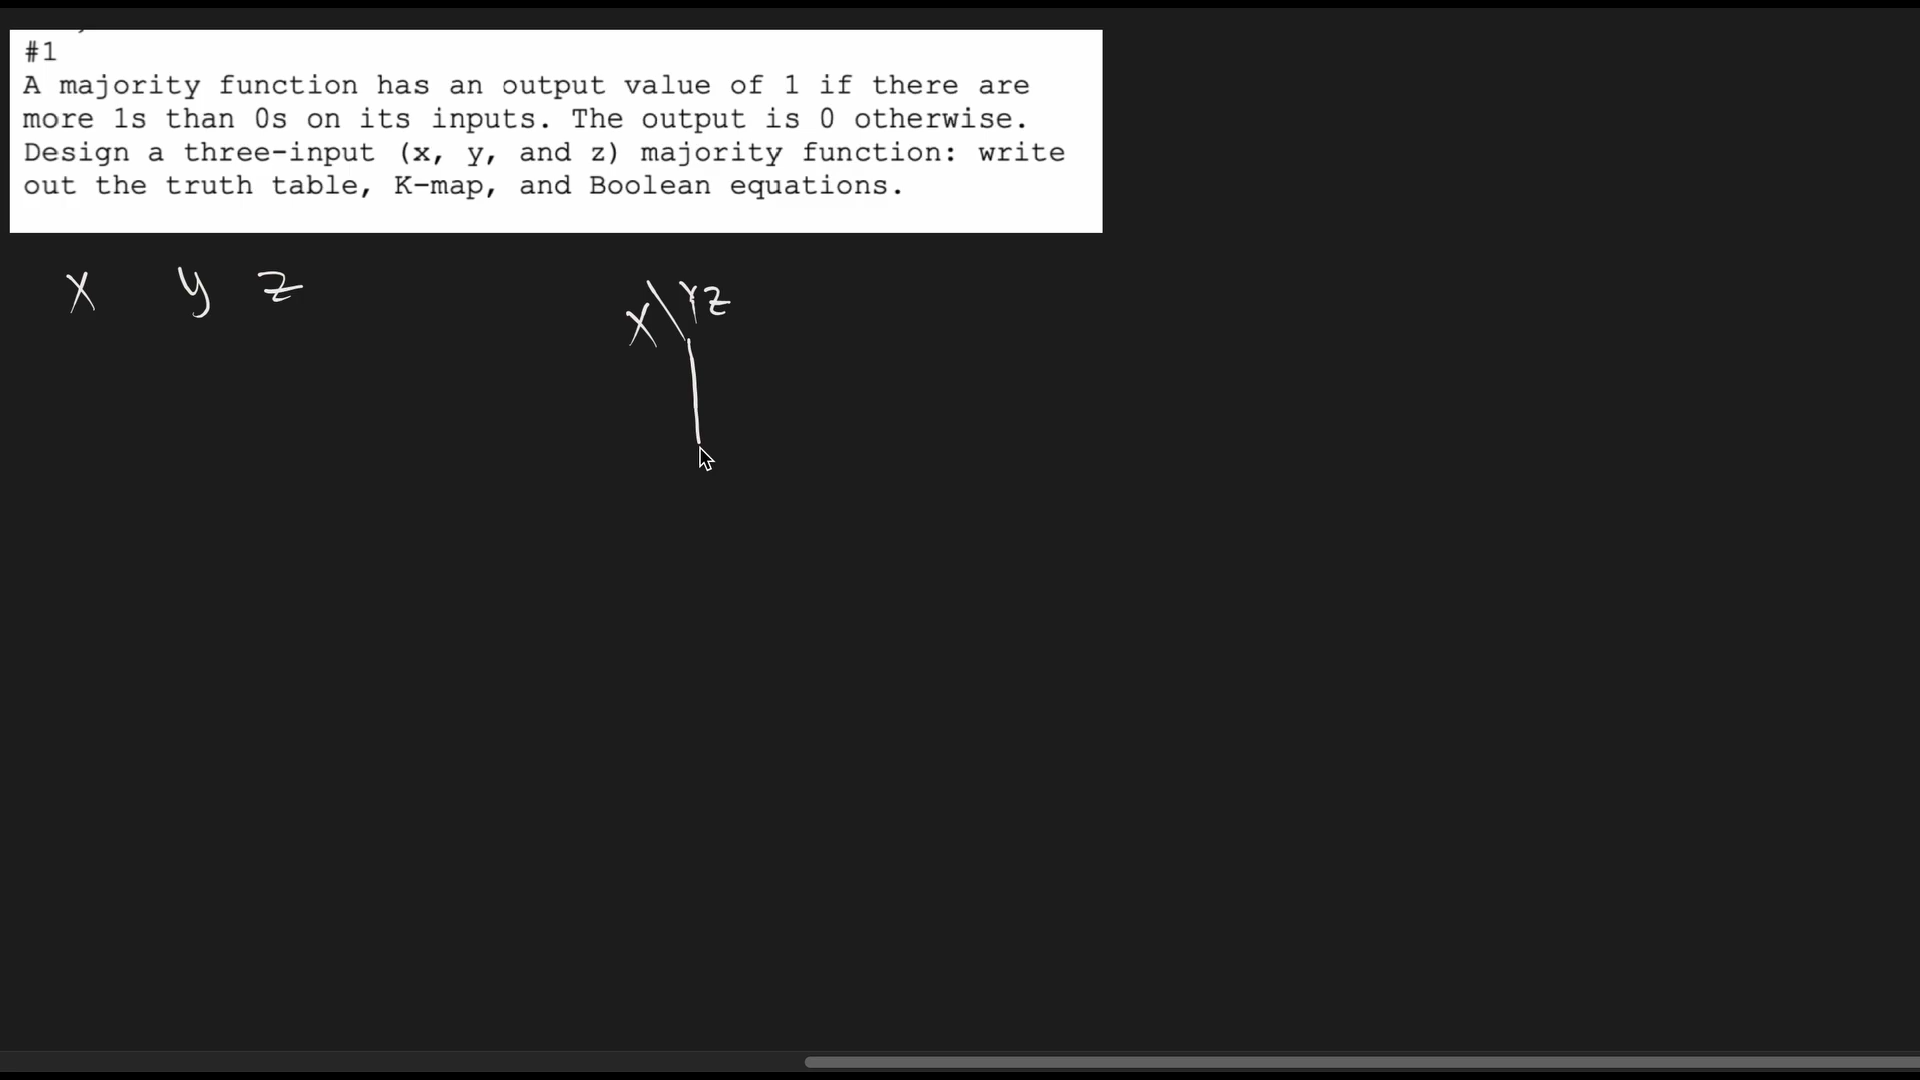 #1
A majority function has an output value of 1 if there are
more 1s than 0s on its inputs. The output is 0 otherwise.
Design a three-input (x, y, and z) majority function: write
out the truth table, K-map, and Boolean equations.
x y z
x\yz